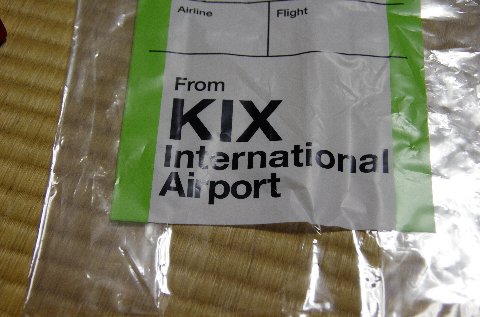 Airline Flight
From
KIX
International
Airport